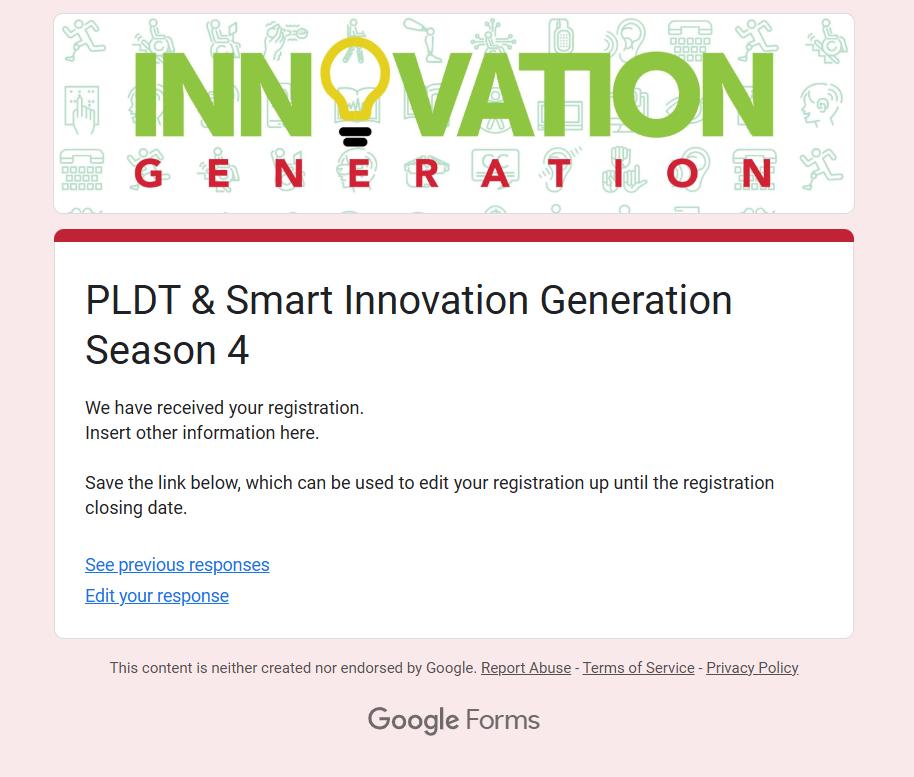 INNOVATION
GENERATION
PLDT & Smart Innovation Generation
Season 4
We have received your registration.
Insert other information here.
Save the link below, which can be used to edit your registration up until the registration
closing date.
See previous responses
Edit your response
This content is neither created nor endorsed by Google. Report Abuse - Terms of Service - Privacy Policy
Google Forms